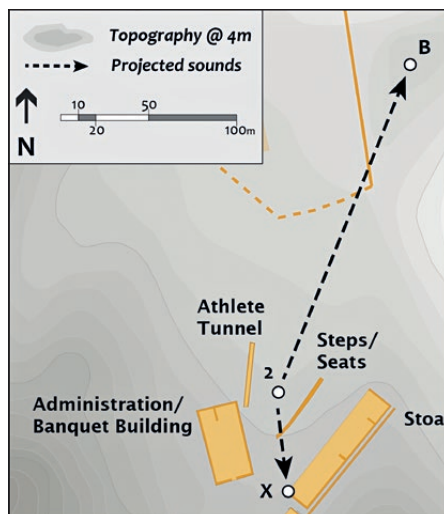 Topography @ 4m
Projected sounds
N
10
50
20
100m
B
Athlete
Tunnel
Steps/
Seats
2
Administration/
Banquet Building
Stoa
X